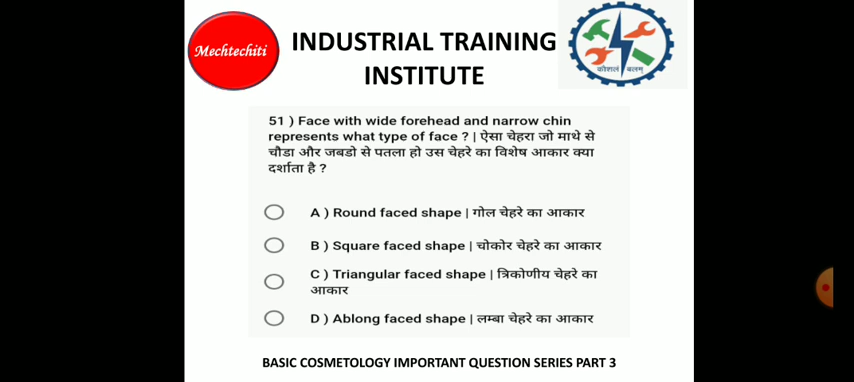 Mechtechiti
INDUSTRIAL TRAINING
INSTITUTE
कौशलं बलम्
51 ) Face with wide forehead and narrow chin
represents what type of face ? | ऐसा चेहरा जो माथे से
चौडा और जबडो से पतला हो उस चेहरे का विशेष आकार क्या
दर्शाता है ?
A ) Round faced shape | गोल चेहरे का आकार
B ) Square faced shape | चोकोर चेहरे का आकार
C ) Triangular faced shape | त्रिकोणीय चेहरे का
आकार
D ) Ablong faced shape | लम्बा चेहरे का आकार
BASIC COSMETOLOGY IMPORTANT QUESTION SERIES PART 3